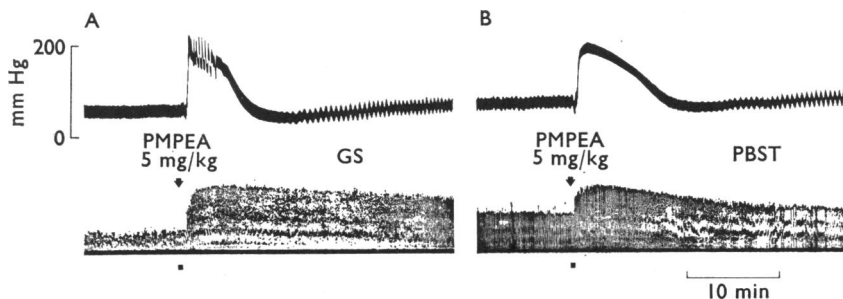 A
B
mm Hg
200
0
PMPEA
5 mg/kg
GS
PMPEA
5 mg/kg
PBST
10 min